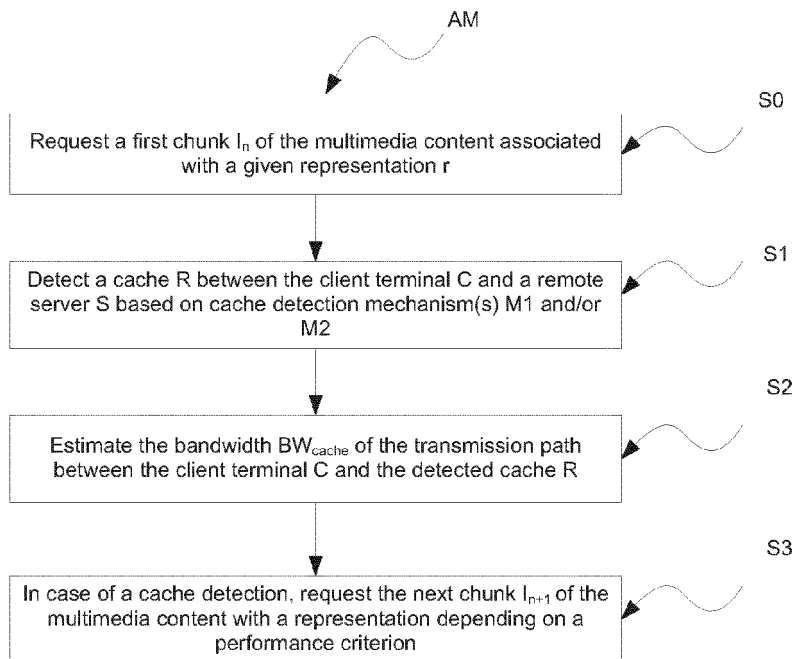 AM
S0
Request a first chunk In of the multimedia content associated
with a given representation r
S1
Detect a cache R between the client terminal C and a remote
server S based on cache detection mechanism(s) M1 and/or
M2
S2
Estimate the bandwidth BWcache of the transmission path
between the client terminal C and the detected cache R
S3
In case of a cache detection, request the next chunk In+1 of the
multimedia content with a representation depending on a
performance criterion